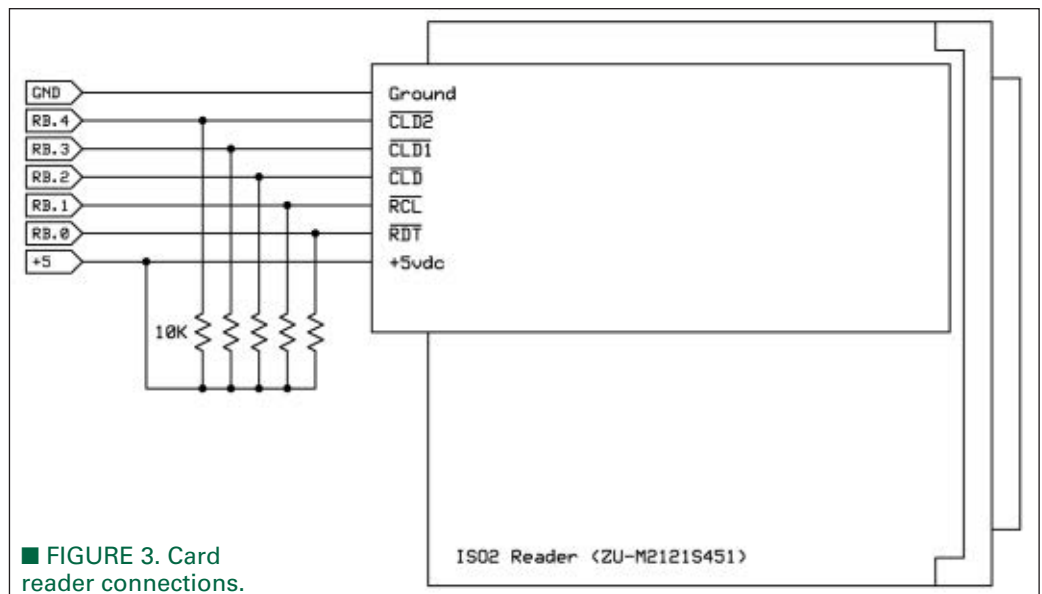 GND
RB.4
RB.3
RB.2
RB.1
RB.0
+5
Ground
CLD2
CLD1
CLD
RCL
RDT
+5vdc
10K
ISO2 Reader (ZU-M2121S451)
■ FIGURE 3. Card
reader connections.